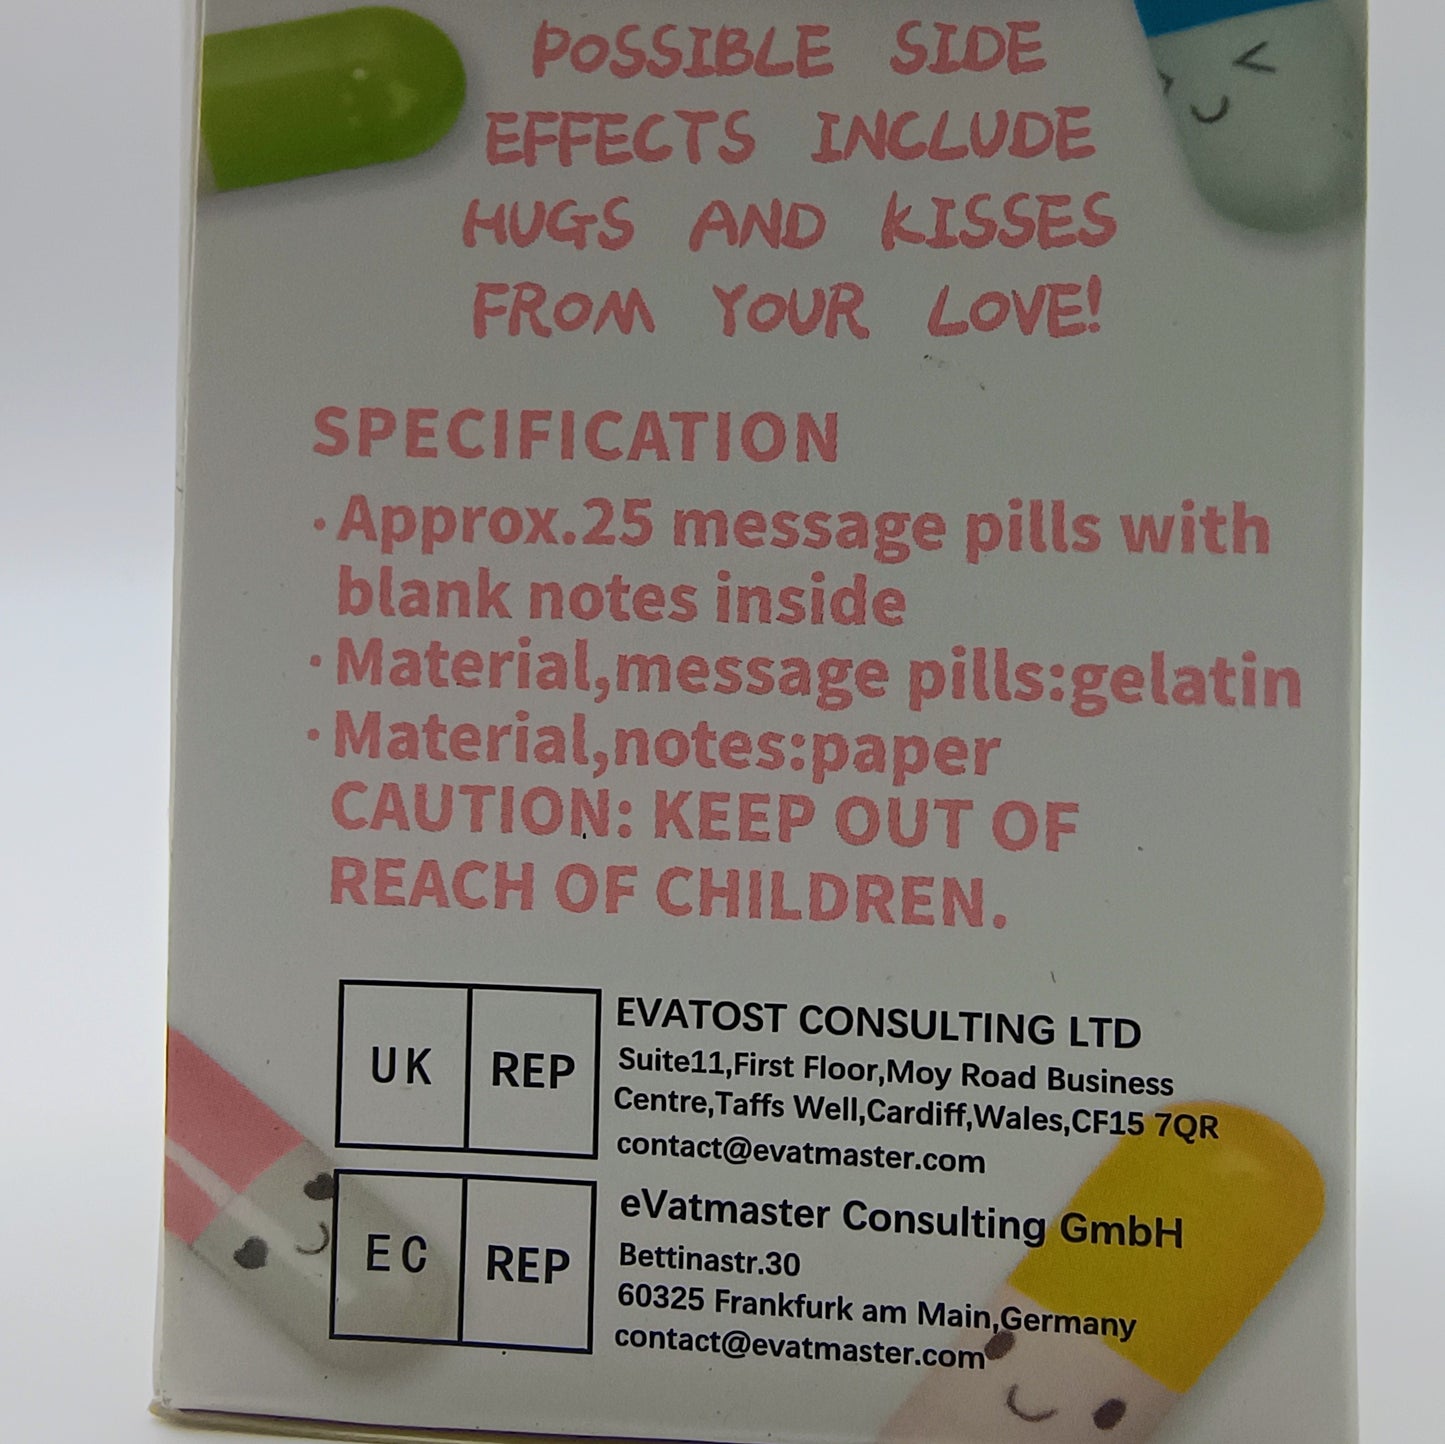 POSSIBLE SIDE
EFFECTS INCLUDE
HUGS AND KISSES
FROM YOUR LOVE!
SPECIFICATION
·Approx.25 message pills with
blank notes inside
·Material,message pills:gelatin
·Material,notes:paper
CAUTION: KEEP OUT OF
REACH OF CHILDREN.
UK REP
EVATOST CONSULTING LTD
Suite11,First Floor,Moy Road Business
Centre,Taffs Well,Cardiff,Wales,CF15 7QR
contact@evatmaster.com
EC REP
eVatmaster Consulting GmbH
Bettinastr.30
60325 Frankfurk am Main,Germany
contact@evatmaster.com